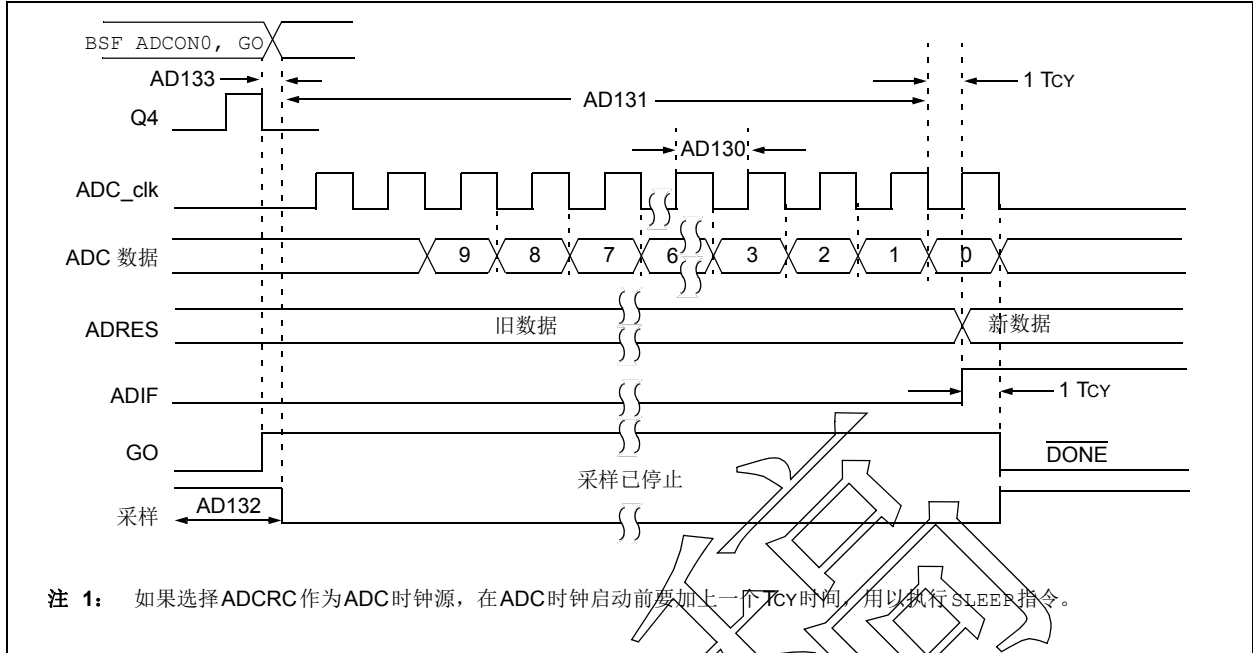 BSF ADCON0, GO
AD133
1 TCY
AD131
Q4
AD130
ADC_clk
ADC 数据
9 8 7 6 3 2 1 0
ADRES
旧数据
新数据
ADIF
1 TCY
GO
DONE
采样已停止
采样
AD132
注 1: 如果选择ADCRC作为ADC时钟源，在ADC时钟启动前要加上一个TCY时间，用以执行SLEEP指令。